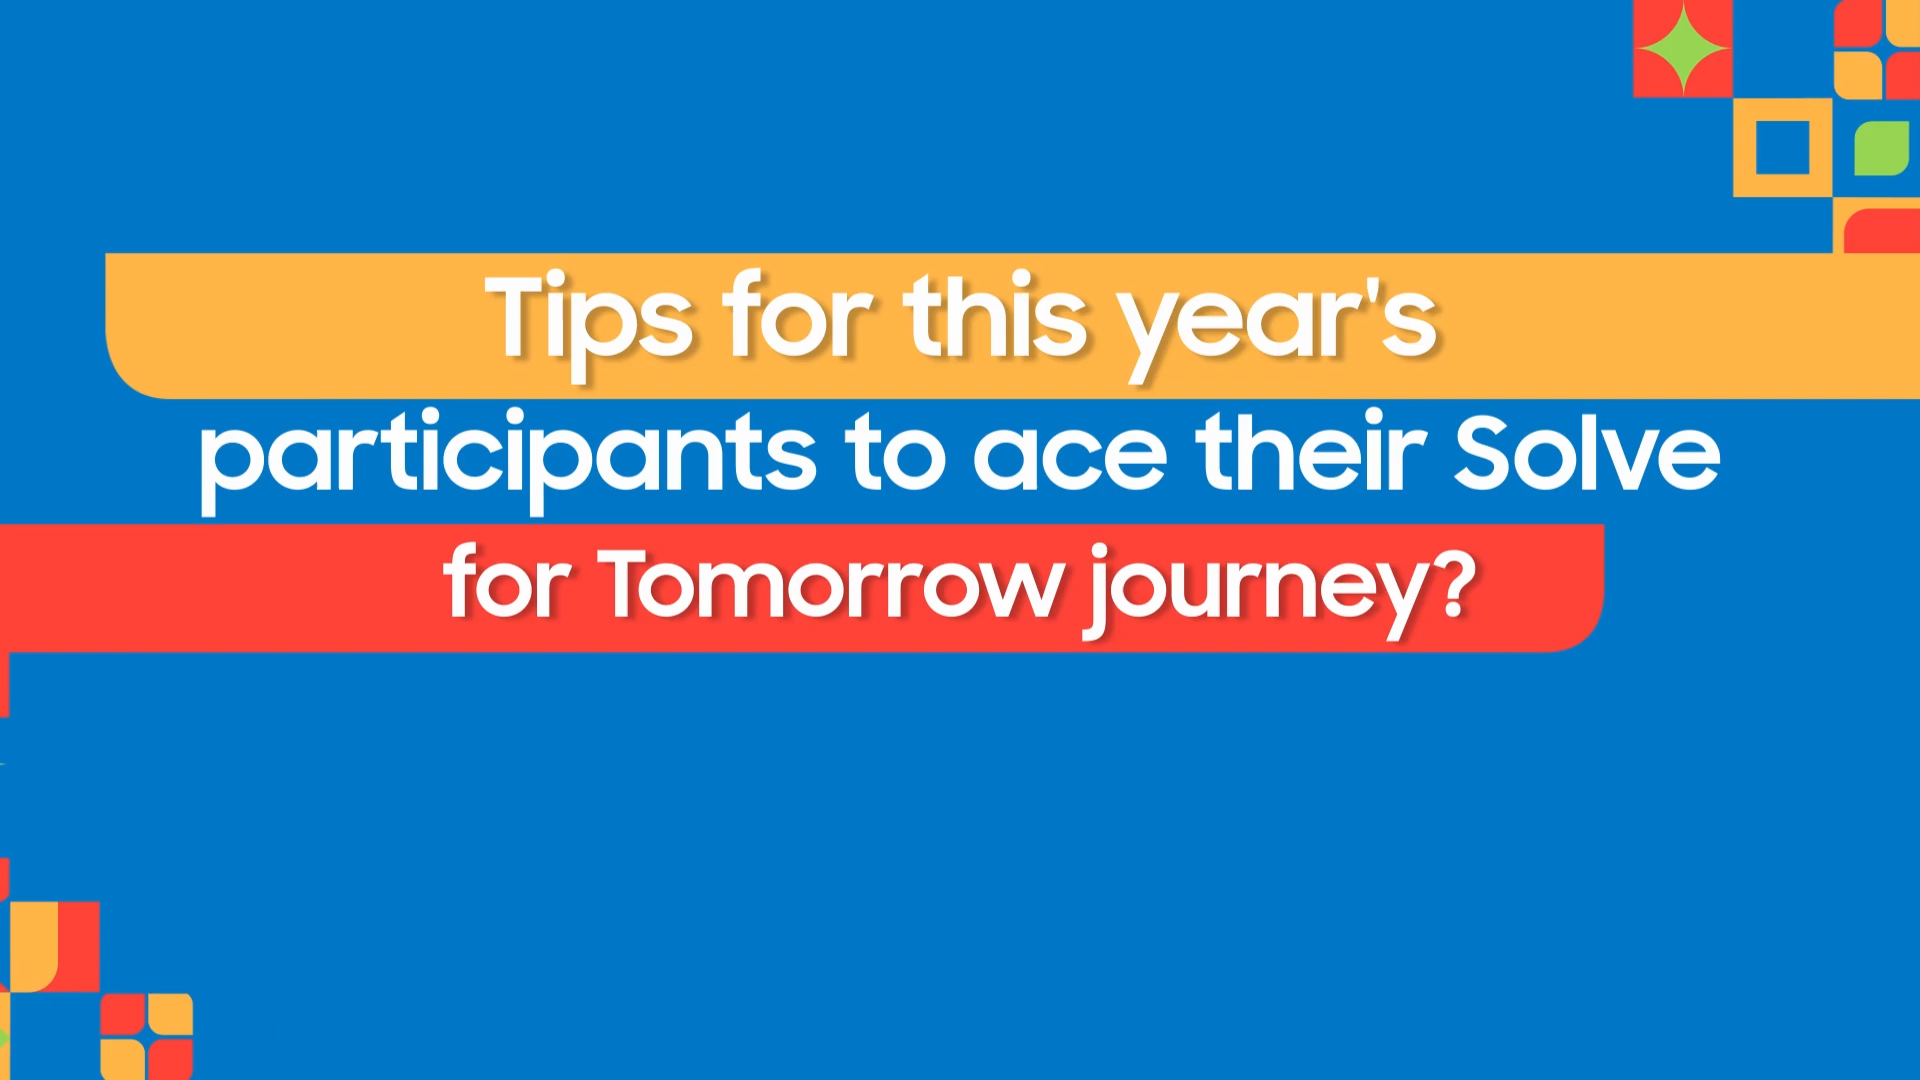 Tips for this year's
participants to ace their Solve
for Tomorrow journey?